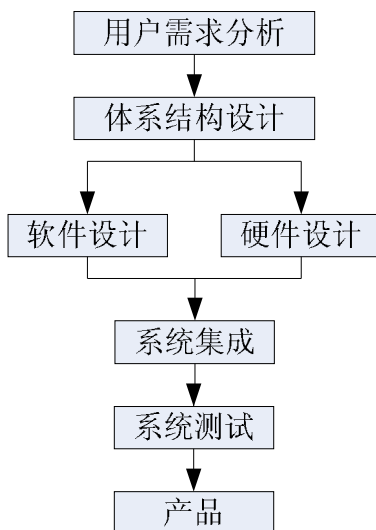 用户需求分析
体系结构设计
软件设计
硬件设计
系统集成
系统测试
产品